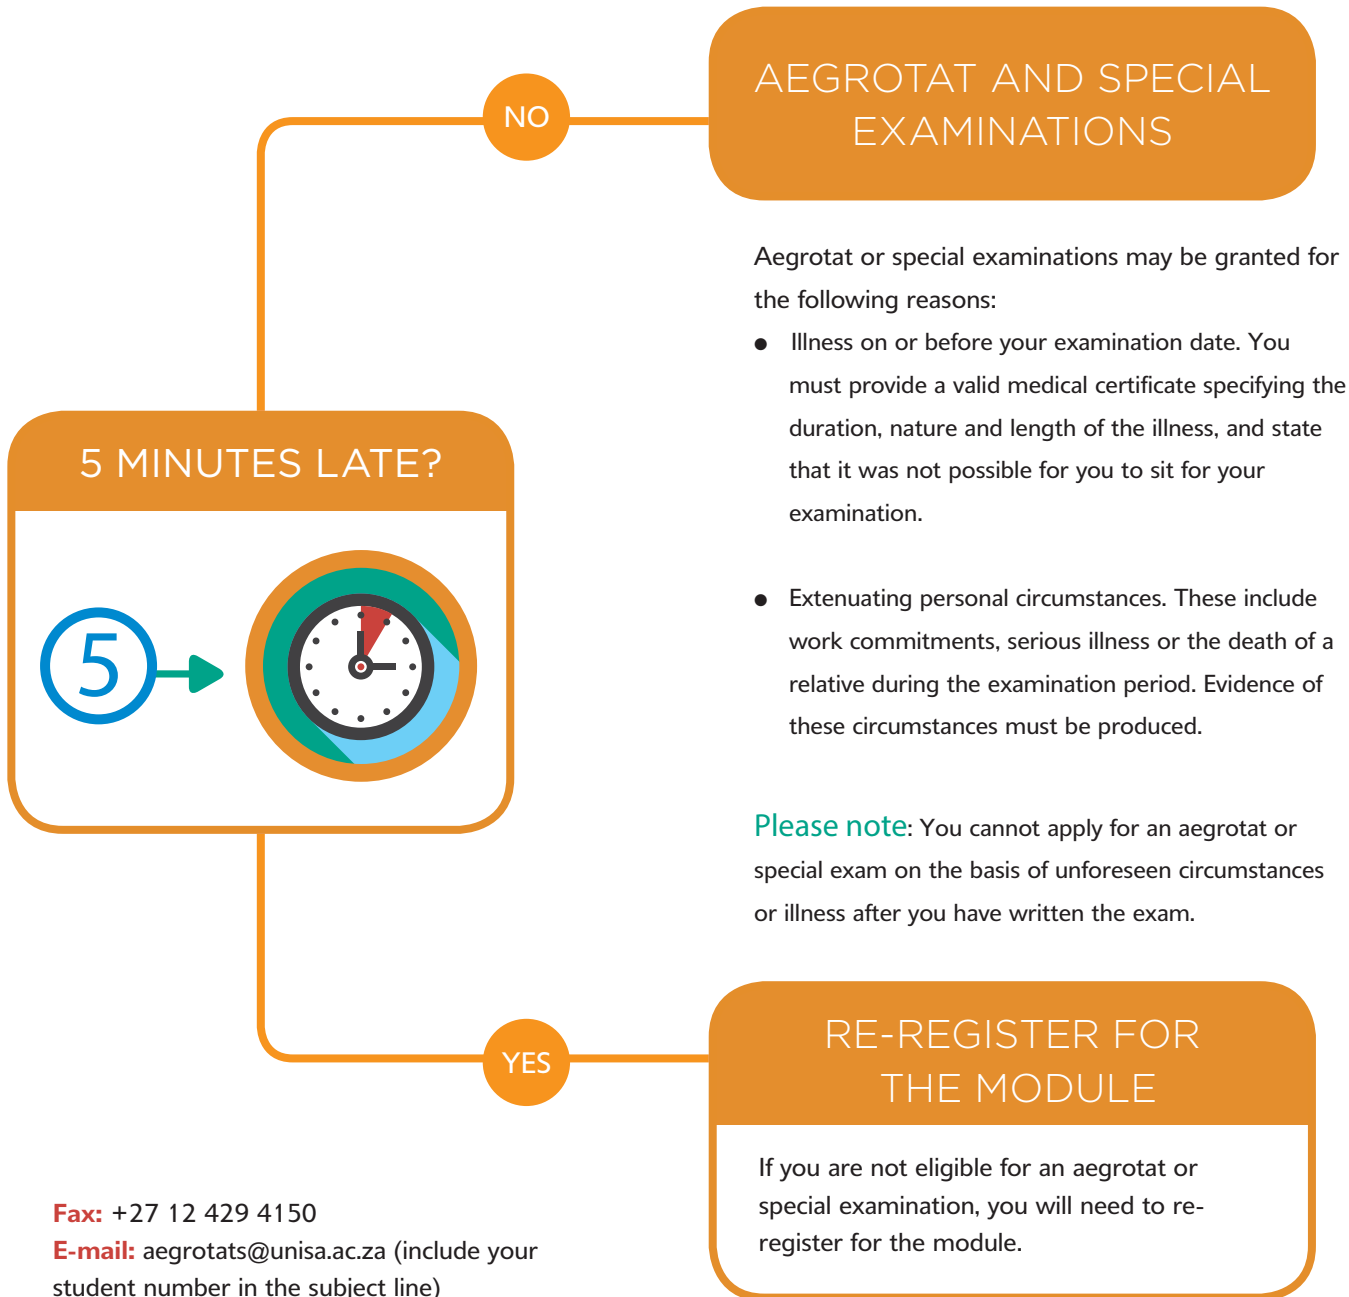 NO
AEGROTAT AND SPECIAL
EXAMINATIONS
Aegrotat or special examinations may be granted for
the following reasons:
● Illness on or before your examination date. You
must provide a valid medical certificate specifying the
duration, nature and length of the illness, and state
that it was not possible for you to sit for your
examination.
● Extenuating personal circumstances. These include
work commitments, serious illness or the death of a
relative during the examination period. Evidence of
these circumstances must be produced.
Please note: You cannot apply for an aegrotat or
special exam on the basis of unforeseen circumstances
or illness after you have written the exam.
5 MINUTES LATE?
5
YES
RE-REGISTER FOR
THE MODULE
If you are not eligible for an aegrotat or
special examination, you will need to re-
register for the module.
Fax: +27 12 429 4150
E-mail: aegrotats@unisa.ac.za (include your
student number in the subject line)